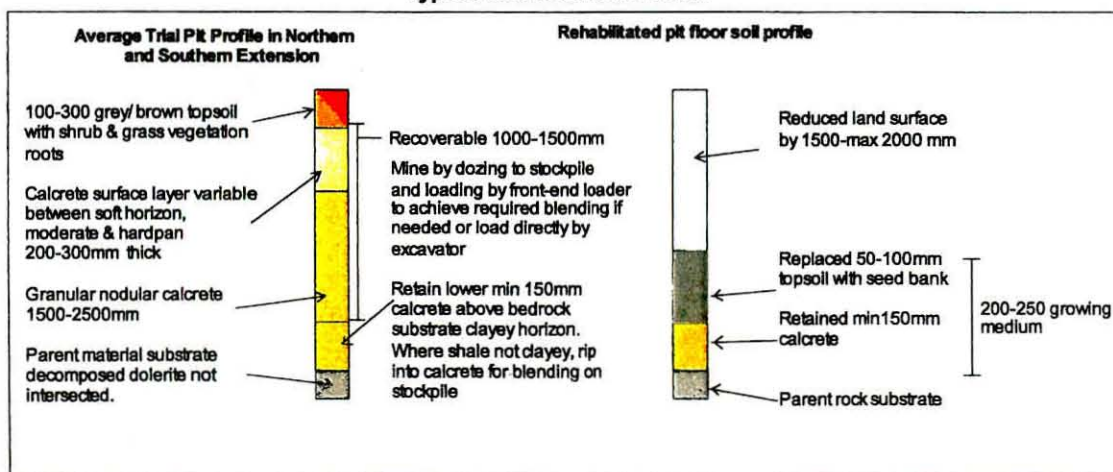 Average Trial Pit Profile in Northern
and Southern Extension
100-300 grey/ brown topsoil
with shrub & grass vegetation
roots
Calcrete surface layer variable
between soft horizon,
moderate & hardpan
200-300mm thick
Granular nodular calcrete
1500-2500mm
Parent material substrate
decomposed dolerite not
intersected.
Recoverable 1000-1500mm
Mine by dozing to stockpile
and loading by front-end loader
to achieve required blending if
needed or load directly by
excavator
Retain lower min 150mm
calcrete above bedrock
substrate clayey horizon.
Where shale not clayey, rip
into calcrete for blending on
stockpile
Rehabilitated pit floor soil profile
Reduced land surface
by 1500-max 2000 mm
Replaced 50-100mm
topsoil with seed bank
Retained min150mm
calcrete
Parent rock substrate
200-250 growing
medium